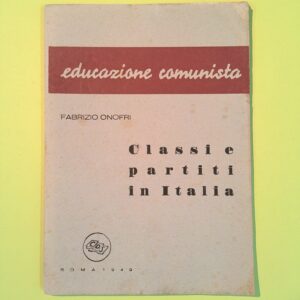 educazione comunista
FABRIZIO ONOFRI
Classi e
partiti
in Italia
ROMA 1949